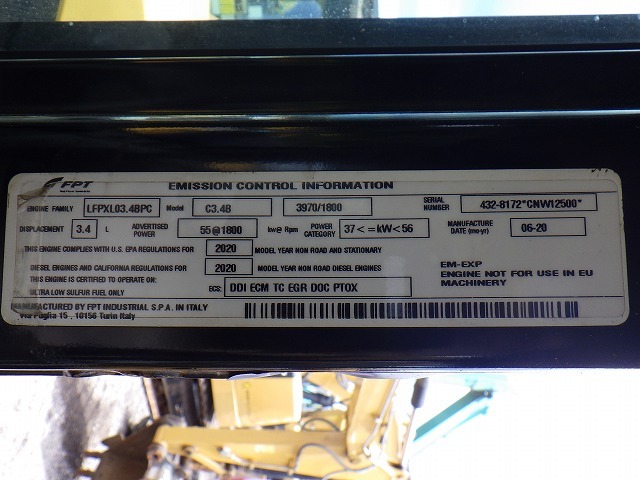 FPT
EMISSION CONTROL INFORMATION
ENGINE FAMILY LFPXL03.4BPC Model C3.4B 3970/1800 SERIAL NUMBER 432-8172*CNW12500*
DISPLACEMENT 3.4 L ADVERTISED POWER 55@1800 kw@ Rpm POWER CATEGORY 37<=kW<56 MANUFACTURE DATE (mo-yr) 06-20
THIS ENGINE COMPLIES WITH U.S. EPA REGULATIONS FOR 2020 MODEL YEAR NON ROAD AND STATIONARY
DIESEL ENGINES AND CALIFORNIA REGULATIONS FOR 2020 MODEL YEAR NON ROAD DIESEL ENGINES
THIS ENGINE IS CERTIFIED TO OPERATE ON:
ULTRA LOW SULFUR FUEL ONLY ECS: DDI ECM TC EGR DOC PTOX
EM-EXP
ENGINE NOT FOR USE IN EU
MACHINERY
MANUFACTURED BY FPT INDUSTRIAL S.P.A. IN ITALY
Via Puglia 15 , 10156 Turin Italy